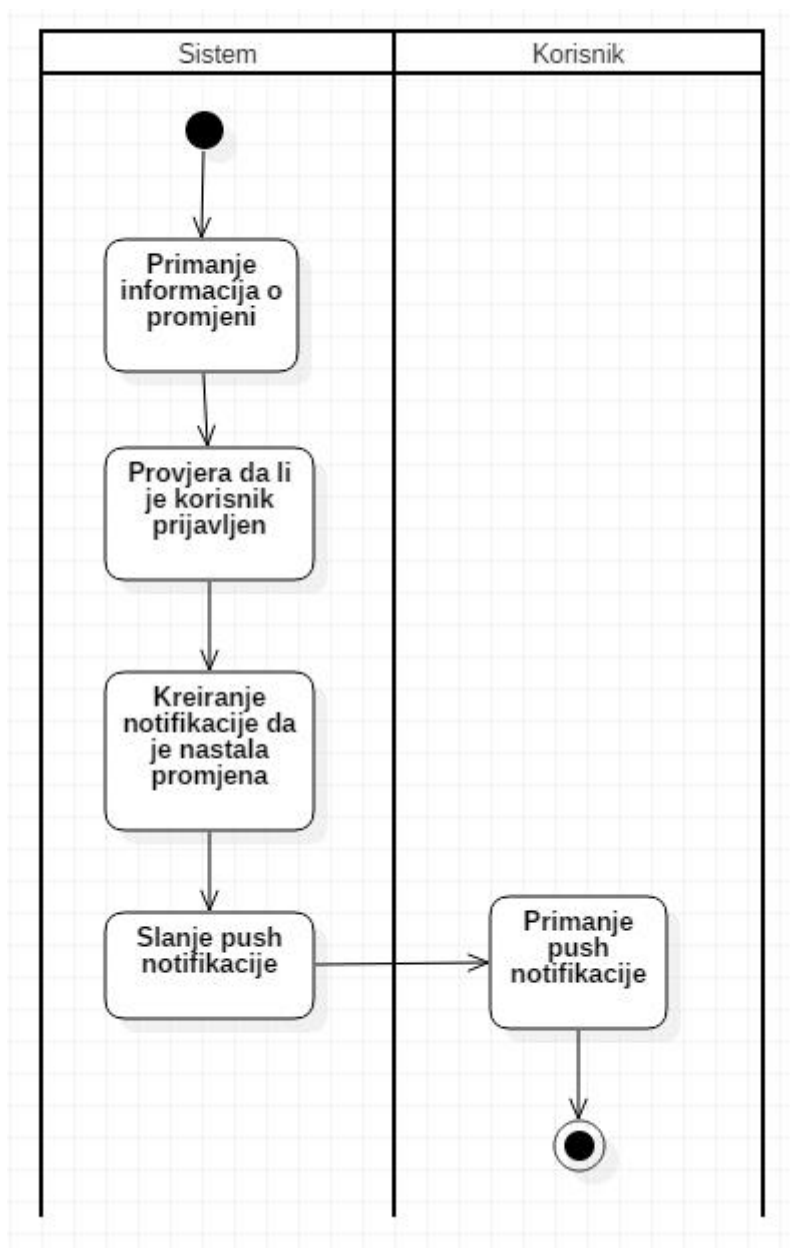 Sistem
Korisnik
Primanje
informacija o
promjeni
Provjera da li
je korisnik
prijavljen
Kreiranje
notifikacije da
je nastala
promjena
Slanje push
notifikacije
Primanje
push
notifikacije